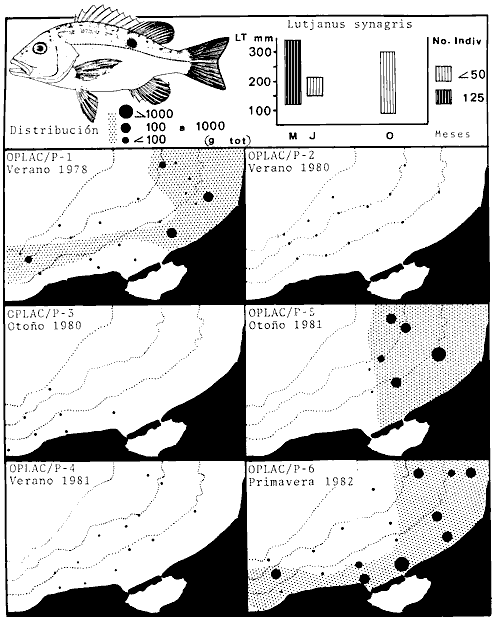 Lutjanus synagris
LT mm
300
200
100
M J O
Meses
No. Indiv
∠50
125
Distribución
>1000
100 a 1000
∠100
(g tot)
OPLAC/P-1
Verano 1978
OPLAC/P-2
Verano 1980
OPLAC/P-3
Otoño 1980
OPLAC/P-5
Otoño 1981
OPLAC/P-4
Verano 1981
OPLAC/P-6
Primavera 1982